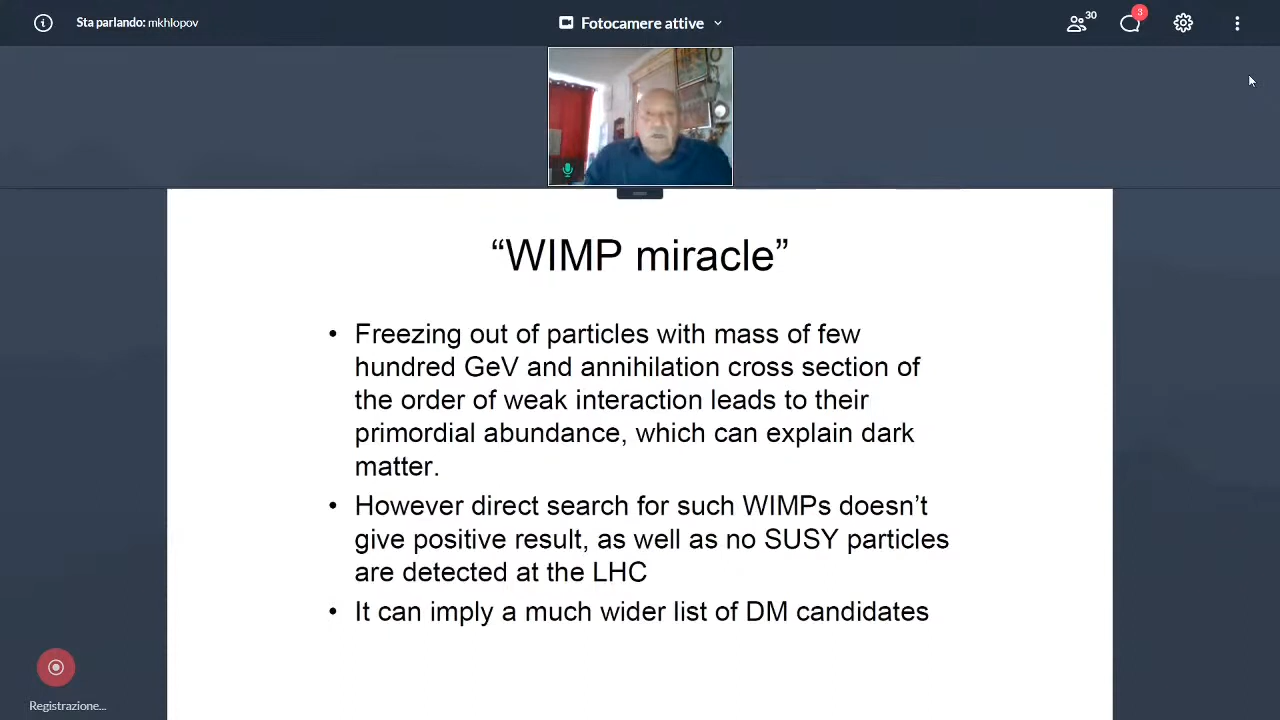 Sta parlando: mkhlopov
Fotocamere attive
30
3
“WIMP miracle”
• Freezing out of particles with mass of few
hundred GeV and annihilation cross section of
the order of weak interaction leads to their
primordial abundance, which can explain dark
matter.
• However direct search for such WIMPs doesn’t
give positive result, as well as no SUSY particles
are detected at the LHC
• It can imply a much wider list of DM candidates
Registrazione...